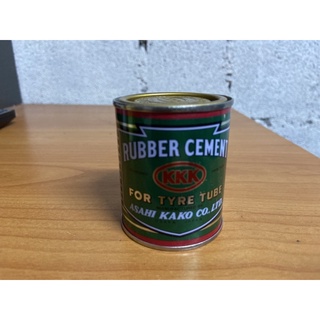 RUBBER CEMENT
KKK
FOR TYRE TUBE
ASAHI KAKO CO. LTD